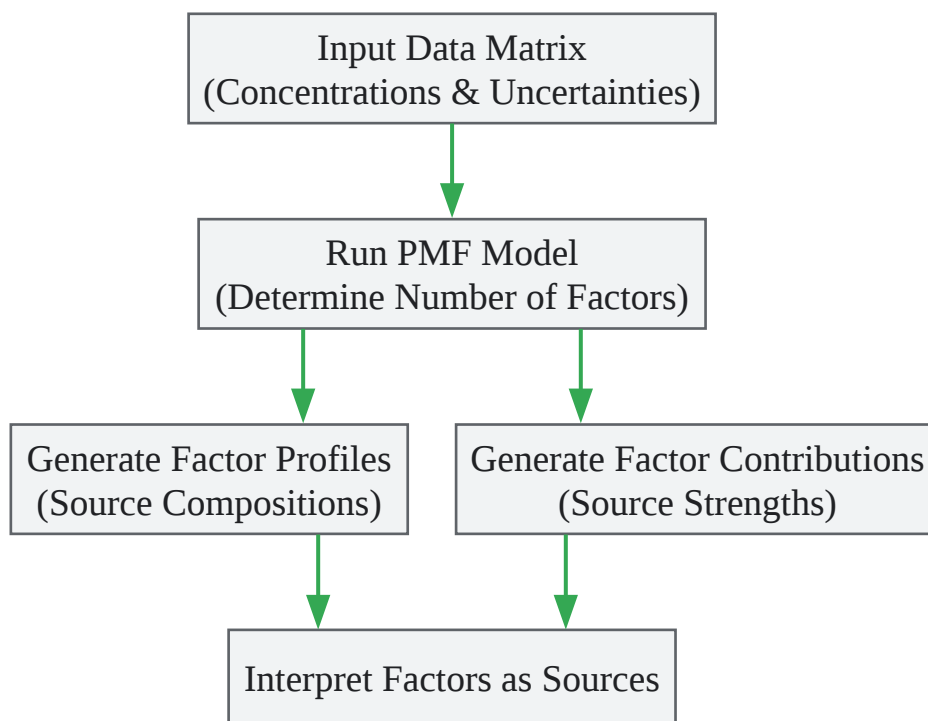 Input Data Matrix
(Concentrations & Uncertainties)
Run PMF Model
(Determine Number of Factors)
Generate Factor Profiles
(Source Compositions)
Generate Factor Contributions
(Source Strengths)
Interpret Factors as Sources